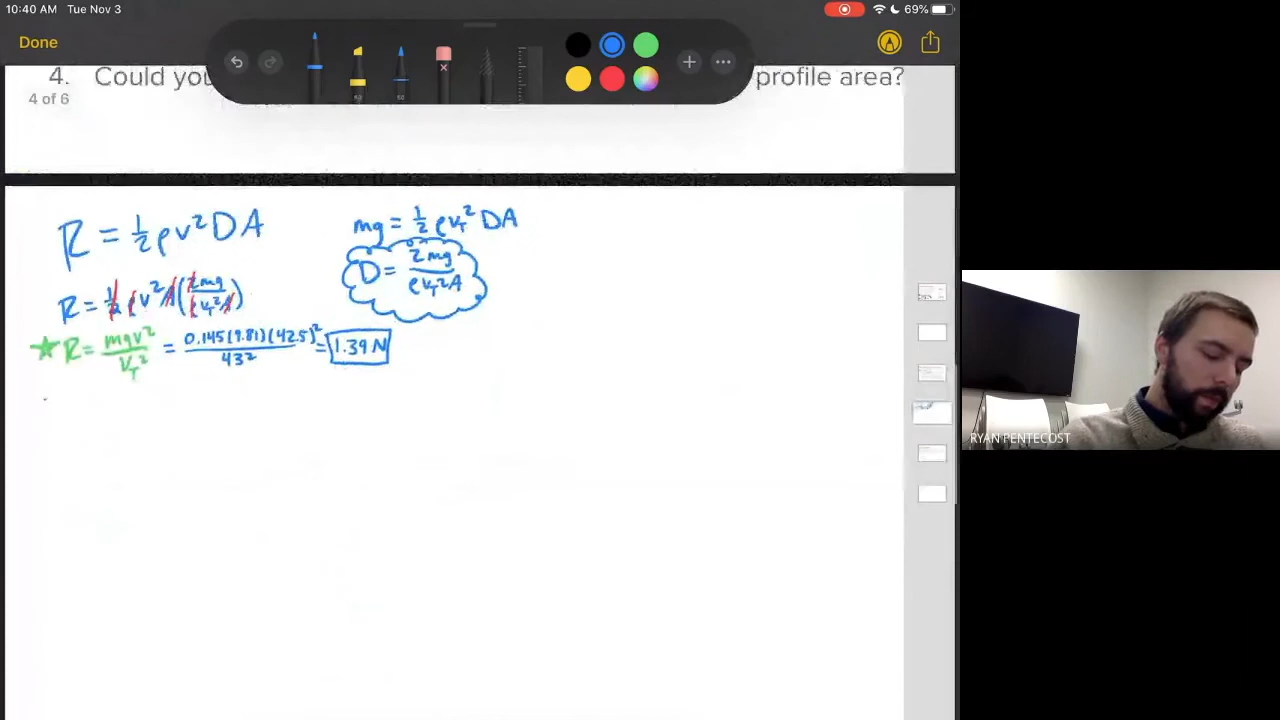 10:40 AM Tue Nov 3
69%
Done
4. Could you
profile area?
4 of 6
R = ½ρv²DA
mg = ½ρv_T²DA
D = 2mg / ρv_T²A
R = ½ρv²A(2mg / ρv_T²A)
★ R = mgv² / v_T² = 0.145(9.81)(42.5)² / 43² = 1.39 N
RYAN PENTECOST